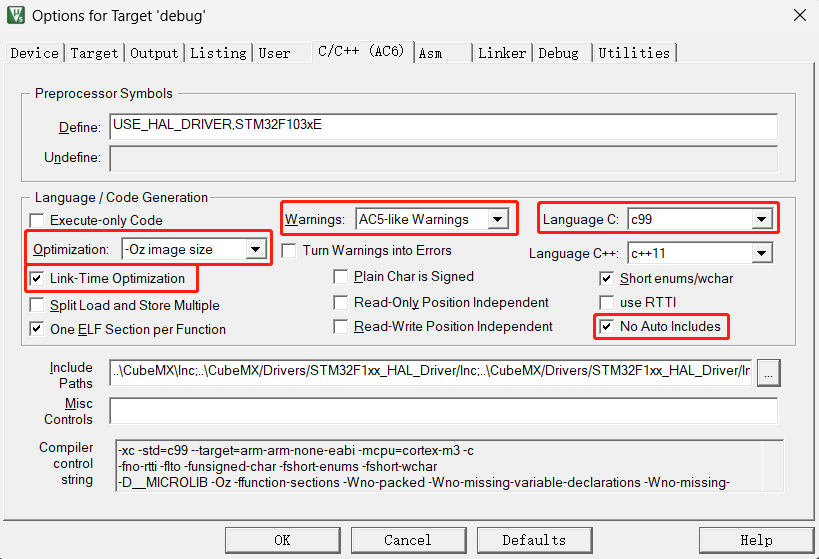 Options for Target 'debug'
Device Target Output Listing User C/C++ (AC6) Asm Linker Debug Utilities
Preprocessor Symbols
Define: USE_HAL_DRIVER,STM32F103xE
Undefine:
Language / Code Generation
Execute-only Code
Warnings: AC5-like Warnings
Language C: c99
Optimization: -Oz image size
Turn Warnings into Errors
Language C++: c++11
Link-Time Optimization
Plain Char is Signed
Short enums/wchar
Split Load and Store Multiple
Read-Only Position Independent
use RTTI
One ELF Section per Function
Read-Write Position Independent
No Auto Includes
Include
Paths
..\CubeMX\Inc;..\CubeMX/Drivers/STM32F1xx_HAL_Driver/Inc;..\CubeMX/Drivers/STM32F1xx_HAL_Driver/In
...
Misc
Controls
Compiler
control
string
-xc -std=c99 --target=arm-arm-none-eabi -mcpu=cortex-m3 -c
-fno-rtti -flto -funsigned-char -fshort-enums -fshort-wchar
-D__MICROLIB -Oz -ffunction-sections -Wno-packed -Wno-missing-variable-declarations -Wno-missing-
OK Cancel Defaults Help